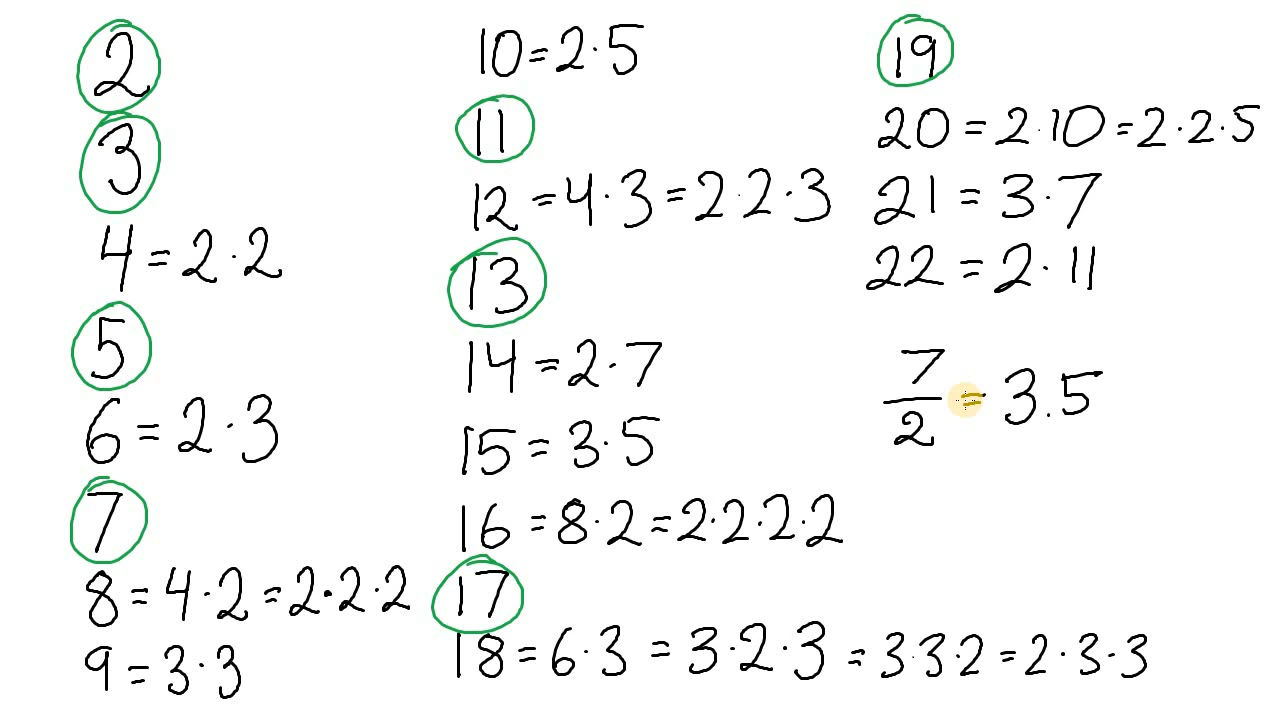 2
3
4 = 2·2
5
6 = 2·3
7
8 = 4·2 = 2·2·2
9 = 3·3
10 = 2·5
11
12 = 4·3 = 2·2·3
13
14 = 2·7
15 = 3·5
16 = 8·2 = 2·2·2·2
17
18 = 6·3 = 3·2·3 = 3·3·2 = 2·3·3
19
20 = 2·10 = 2·2·5
21 = 3·7
22 = 2·11
7/2 = 3.5